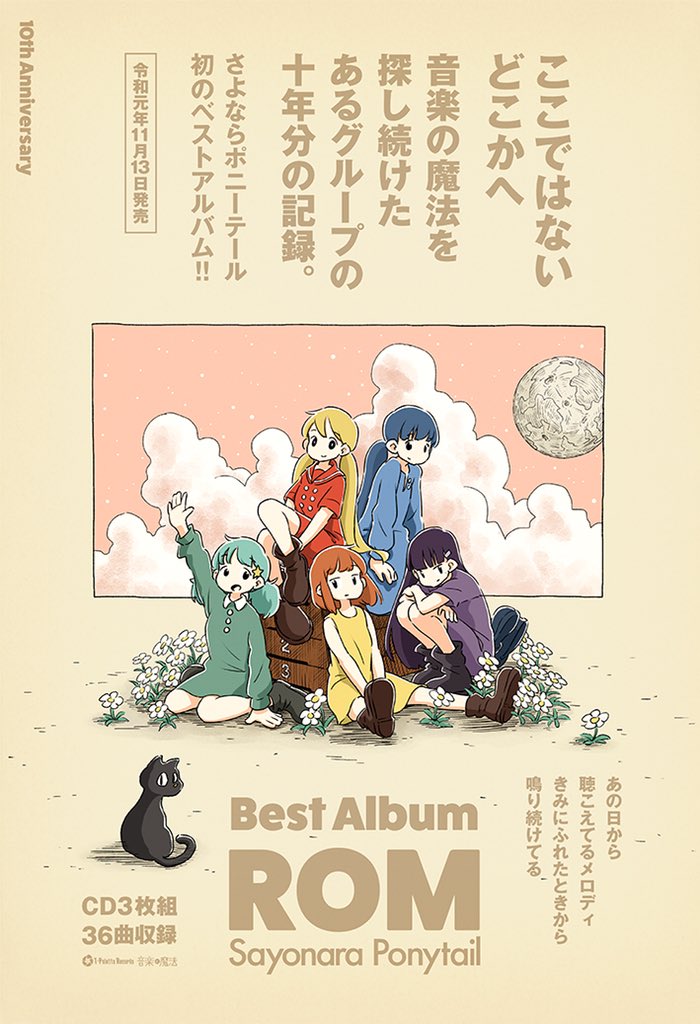 ここではない
どこかへ
音楽の魔法を
探し続けた
あるグループの
十年分の記録。
さよならポニーテール
初のベストアルバム!!
令和元年11月13日発売
10th Anniversary
2
3
あの日から
聴こえてるメロディ
きみにふれたときから
鳴り続けてる
Best Album
ROM
Sayonara Ponytail
CD3枚組
36曲収録
T-Palette Records 音楽の魔法